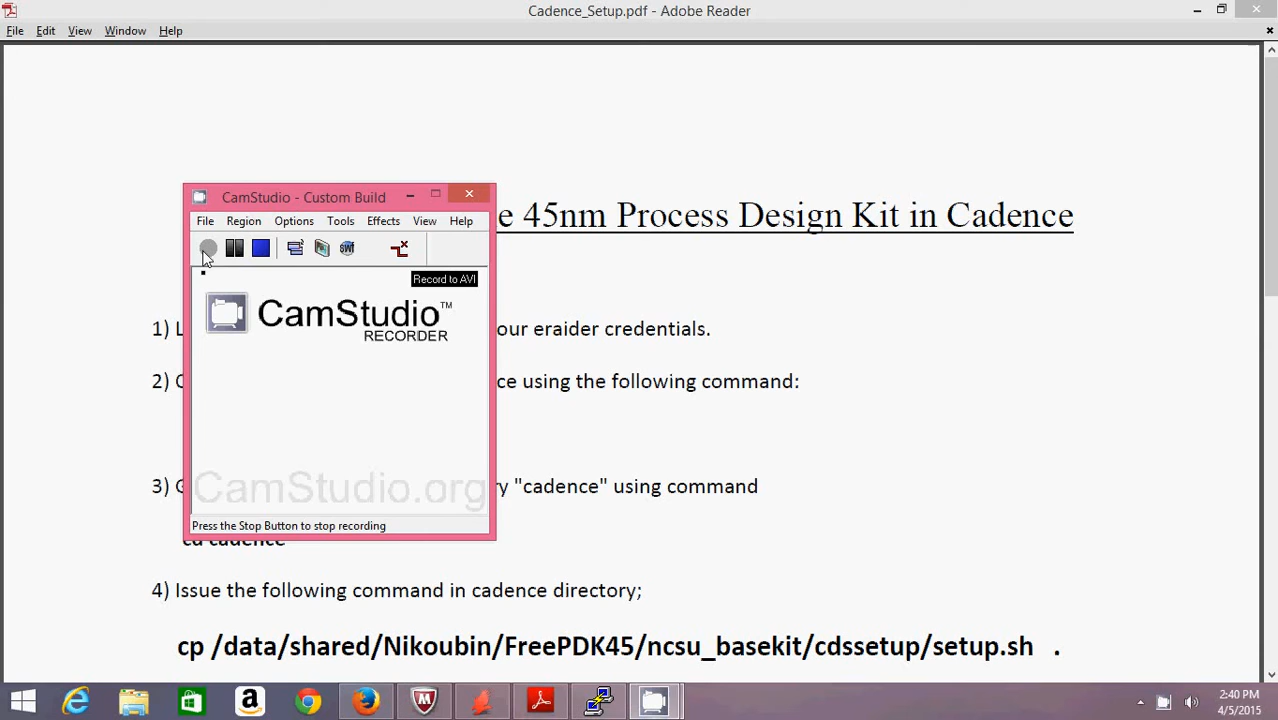 Cadence_Setup.pdf - Adobe Reader
File Edit View Window Help
CamStudio - Custom Build
e 45nm Process Design Kit in Cadence
File Region Options Tools Effects View Help
Record to AVI
CamStudio™
RECORDER
1) L our eraider credentials.
2) C ce using the following command:
3) G y "cadence" using command
CamStudio.org
Press the Stop Button to stop recording
cd cadence
4) Issue the following command in cadence directory;
cp /data/shared/Nikoubin/FreePDK45/ncsu_basekit/cdssetup/setup.sh .
2:40 PM
4/5/2015